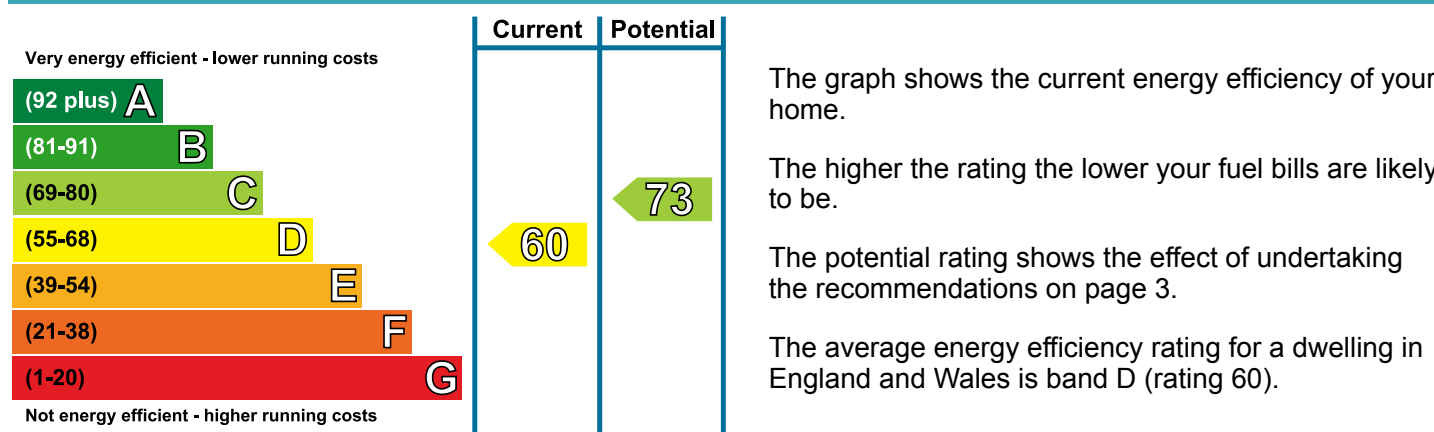 Current Potential
Very energy efficient - lower running costs
(92 plus) A
(81-91) B
(69-80) C
(55-68) D
(39-54) E
(21-38) F
(1-20) G
Not energy efficient - higher running costs
60
73
The graph shows the current energy efficiency of your
home.
The higher the rating the lower your fuel bills are likely
to be.
The potential rating shows the effect of undertaking
the recommendations on page 3.
The average energy efficiency rating for a dwelling in
England and Wales is band D (rating 60).